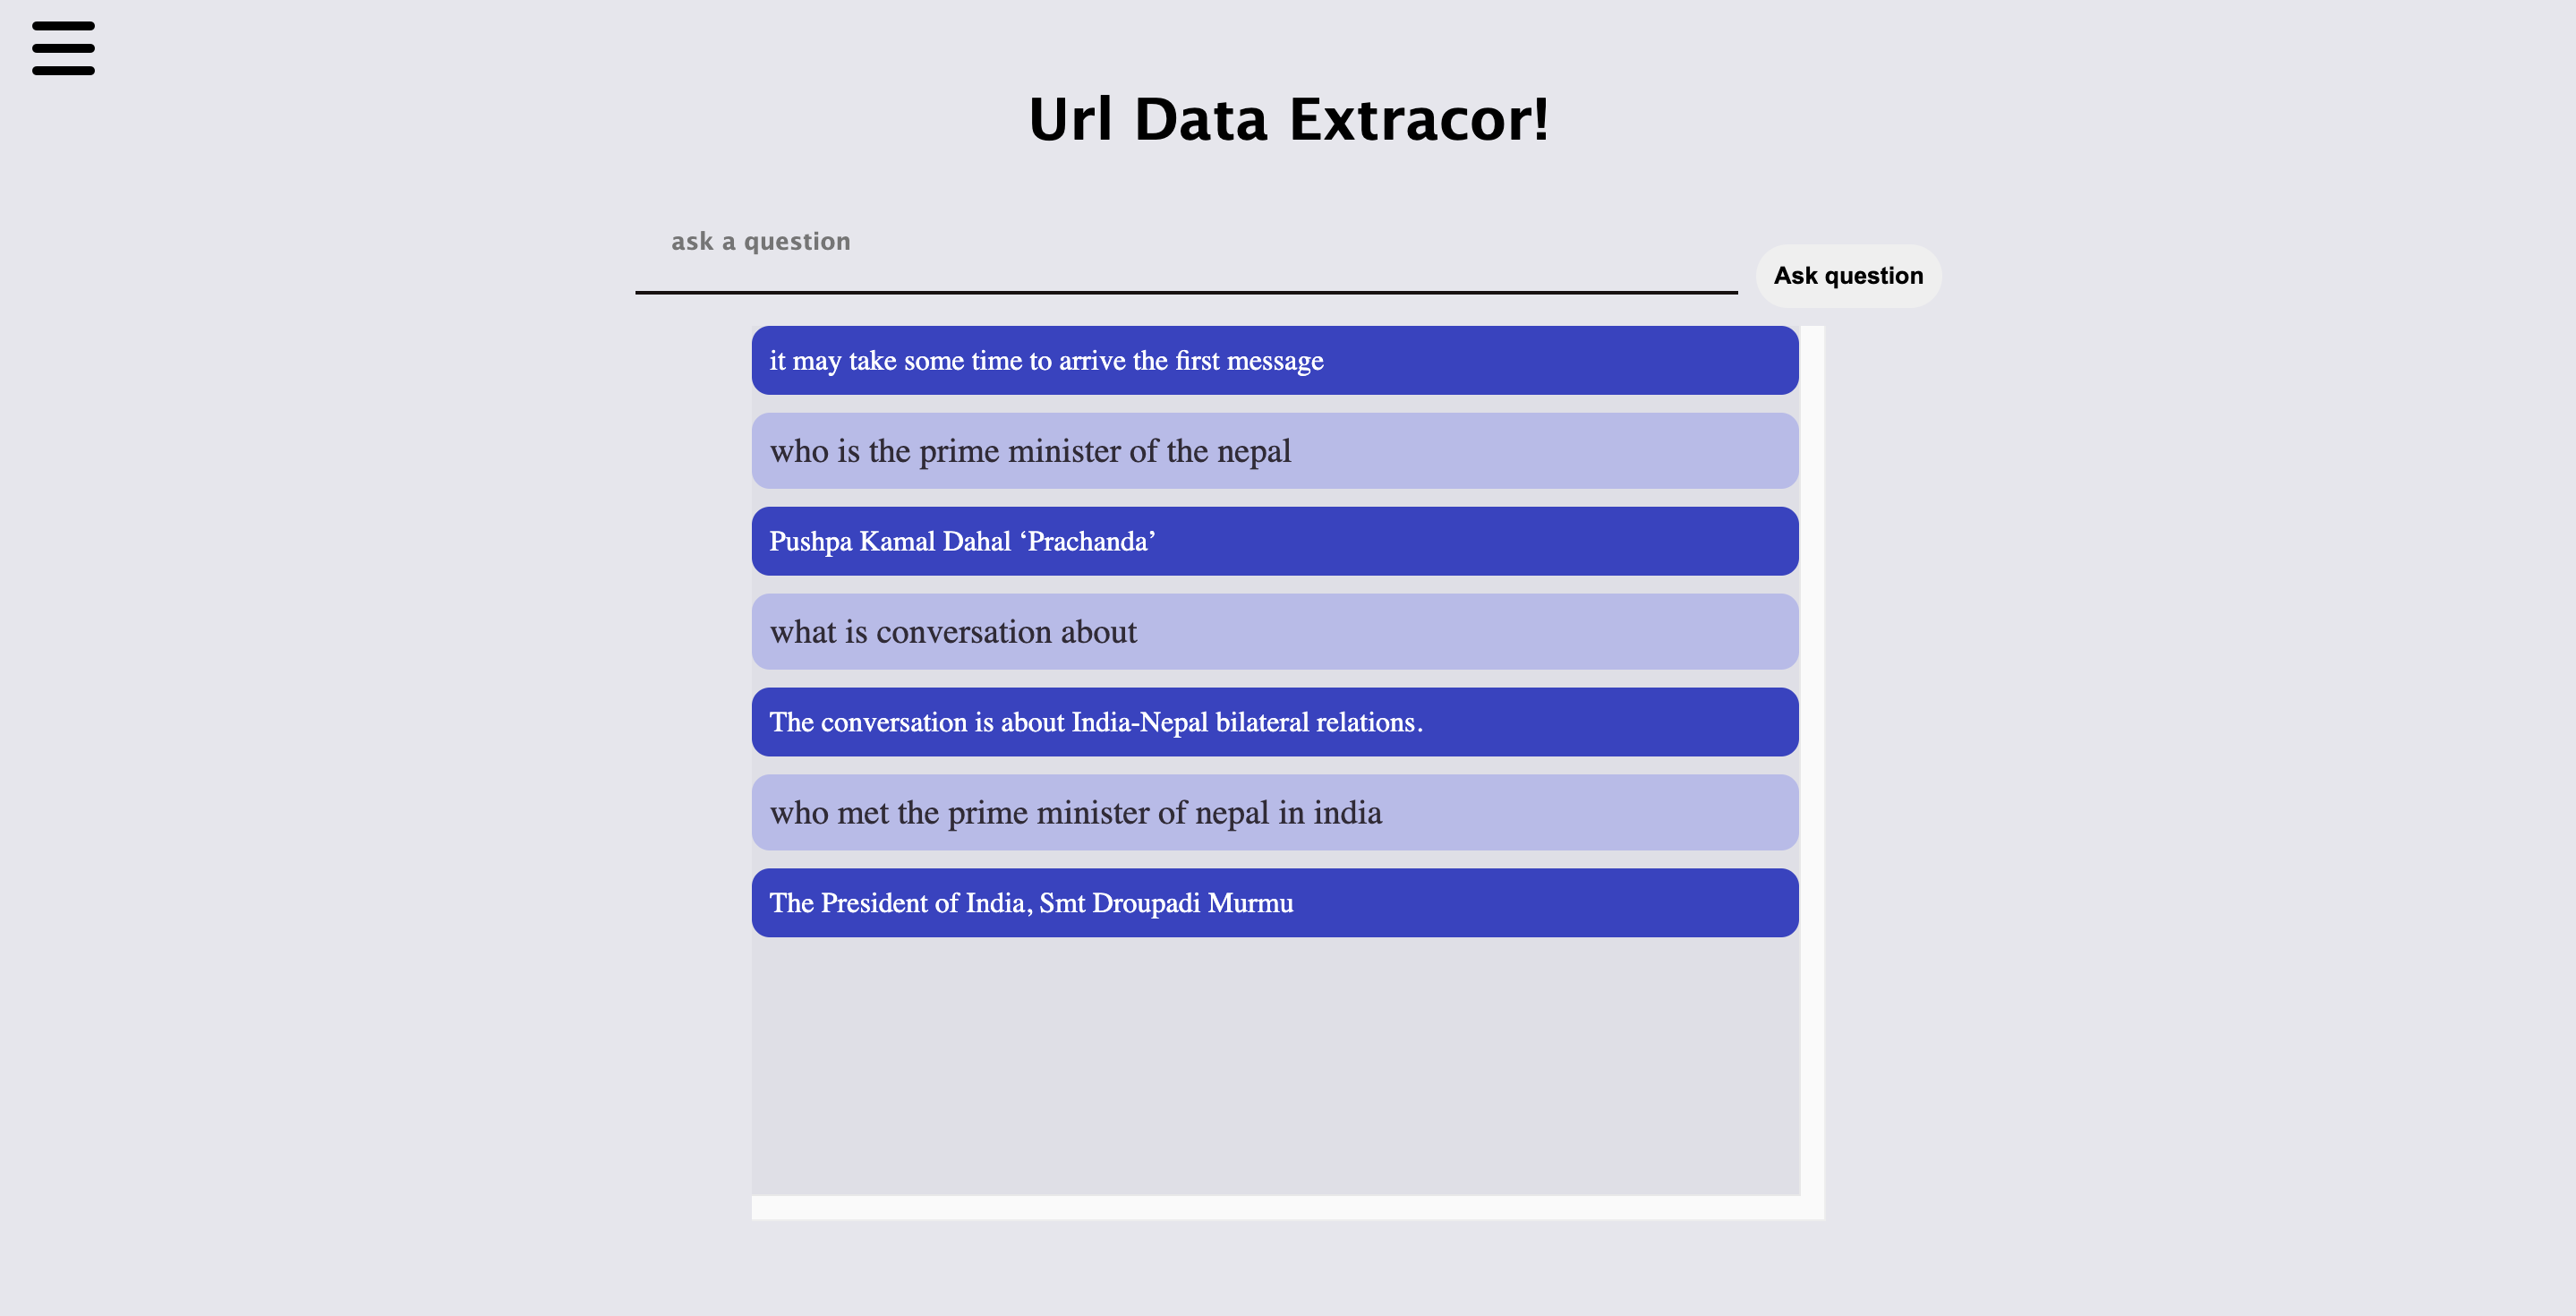 Url Data Extracor!
ask a question
Ask question
it may take some time to arrive the first message
who is the prime minister of the nepal
Pushpa Kamal Dahal ‘Prachanda’
what is conversation about
The conversation is about India-Nepal bilateral relations.
who met the prime minister of nepal in india
The President of India, Smt Droupadi Murmu